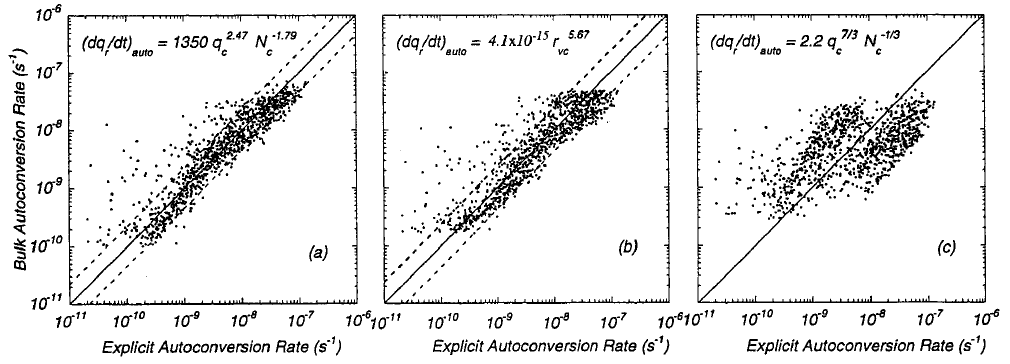 (dq_r/dt)_auto = 1350 q_c^2.47 N_c^-1.79
(dq_r/dt)_auto = 4.1x10^-15 r_vc^5.67
(dq_r/dt)_auto = 2.2 q_c^7/3 N_c^-1/3
Bulk Autoconversion Rate (s^-1)
10^-6
10^-7
10^-8
10^-9
10^-10
10^-11
(a)
(b)
(c)
10^-11 10^-10 10^-9 10^-8 10^-7 10^-6
10^-11 10^-10 10^-9 10^-8 10^-7 10^-6
10^-11 10^-10 10^-9 10^-8 10^-7 10^-6
Explicit Autoconversion Rate (s^-1)
Explicit Autoconversion Rate (s^-1)
Explicit Autoconversion Rate (s^-1)